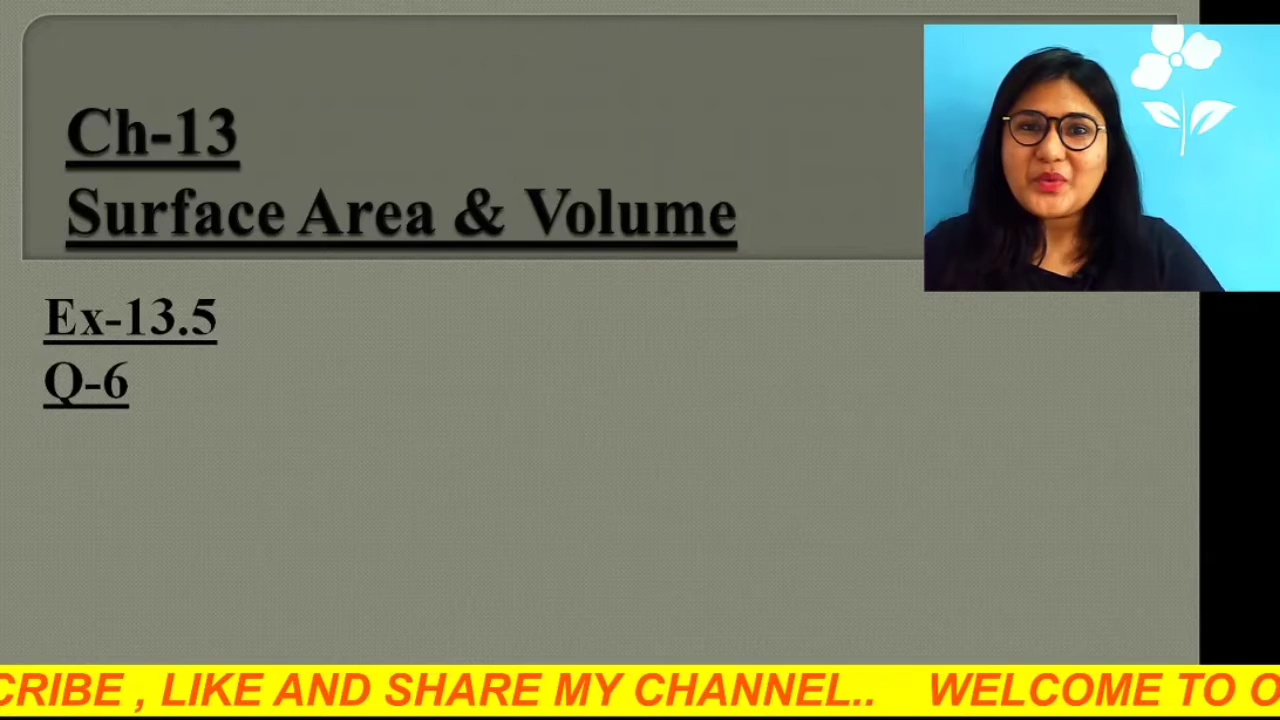 Ch-13
Surface Area & Volume
Ex-13.5
Q-6
CRIBE , LIKE AND SHARE MY CHANNEL.. WELCOME TO O